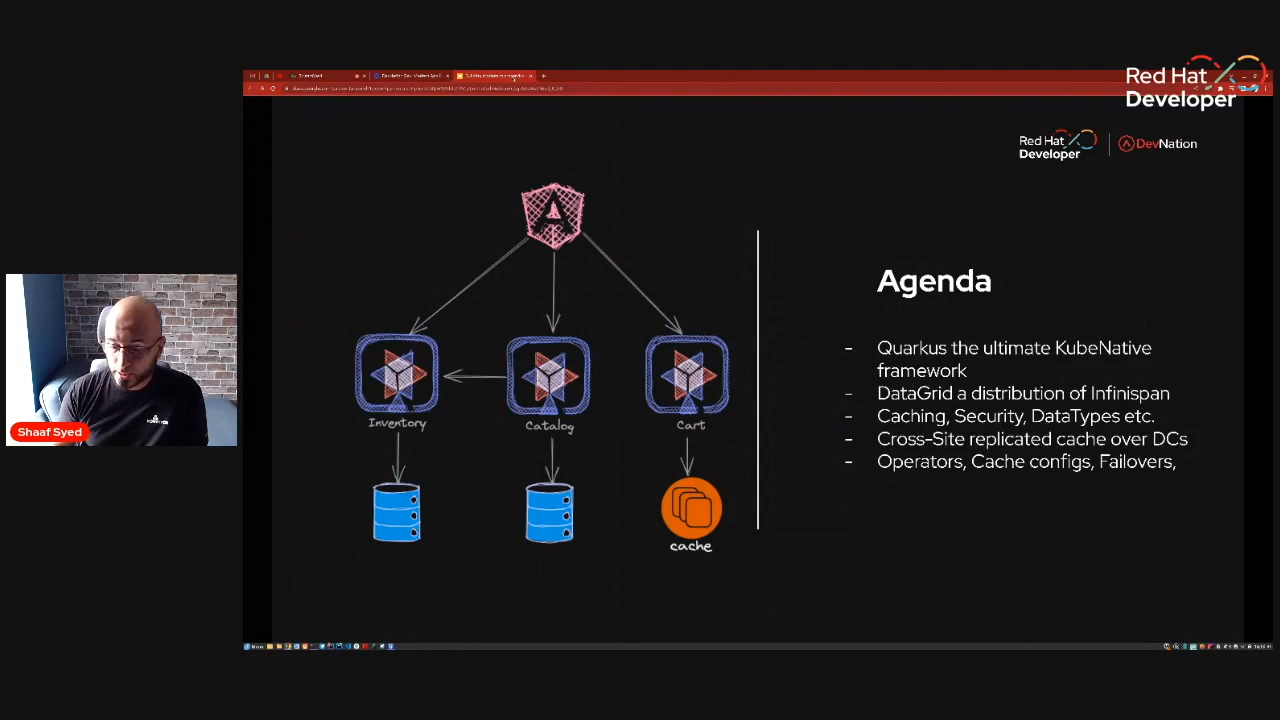 Red Hat
Developer
Red Hat
Developer
DevNation
A
Agenda
- Quarkus the ultimate KubeNative
framework
- DataGrid a distribution of Infinispan
- Caching, Security, DataTypes etc.
- Cross-Site replicated cache over DCs
- Operators, Cache configs, Failovers,
Inventory
Catalog
Cart
cache
Shaaf Syed